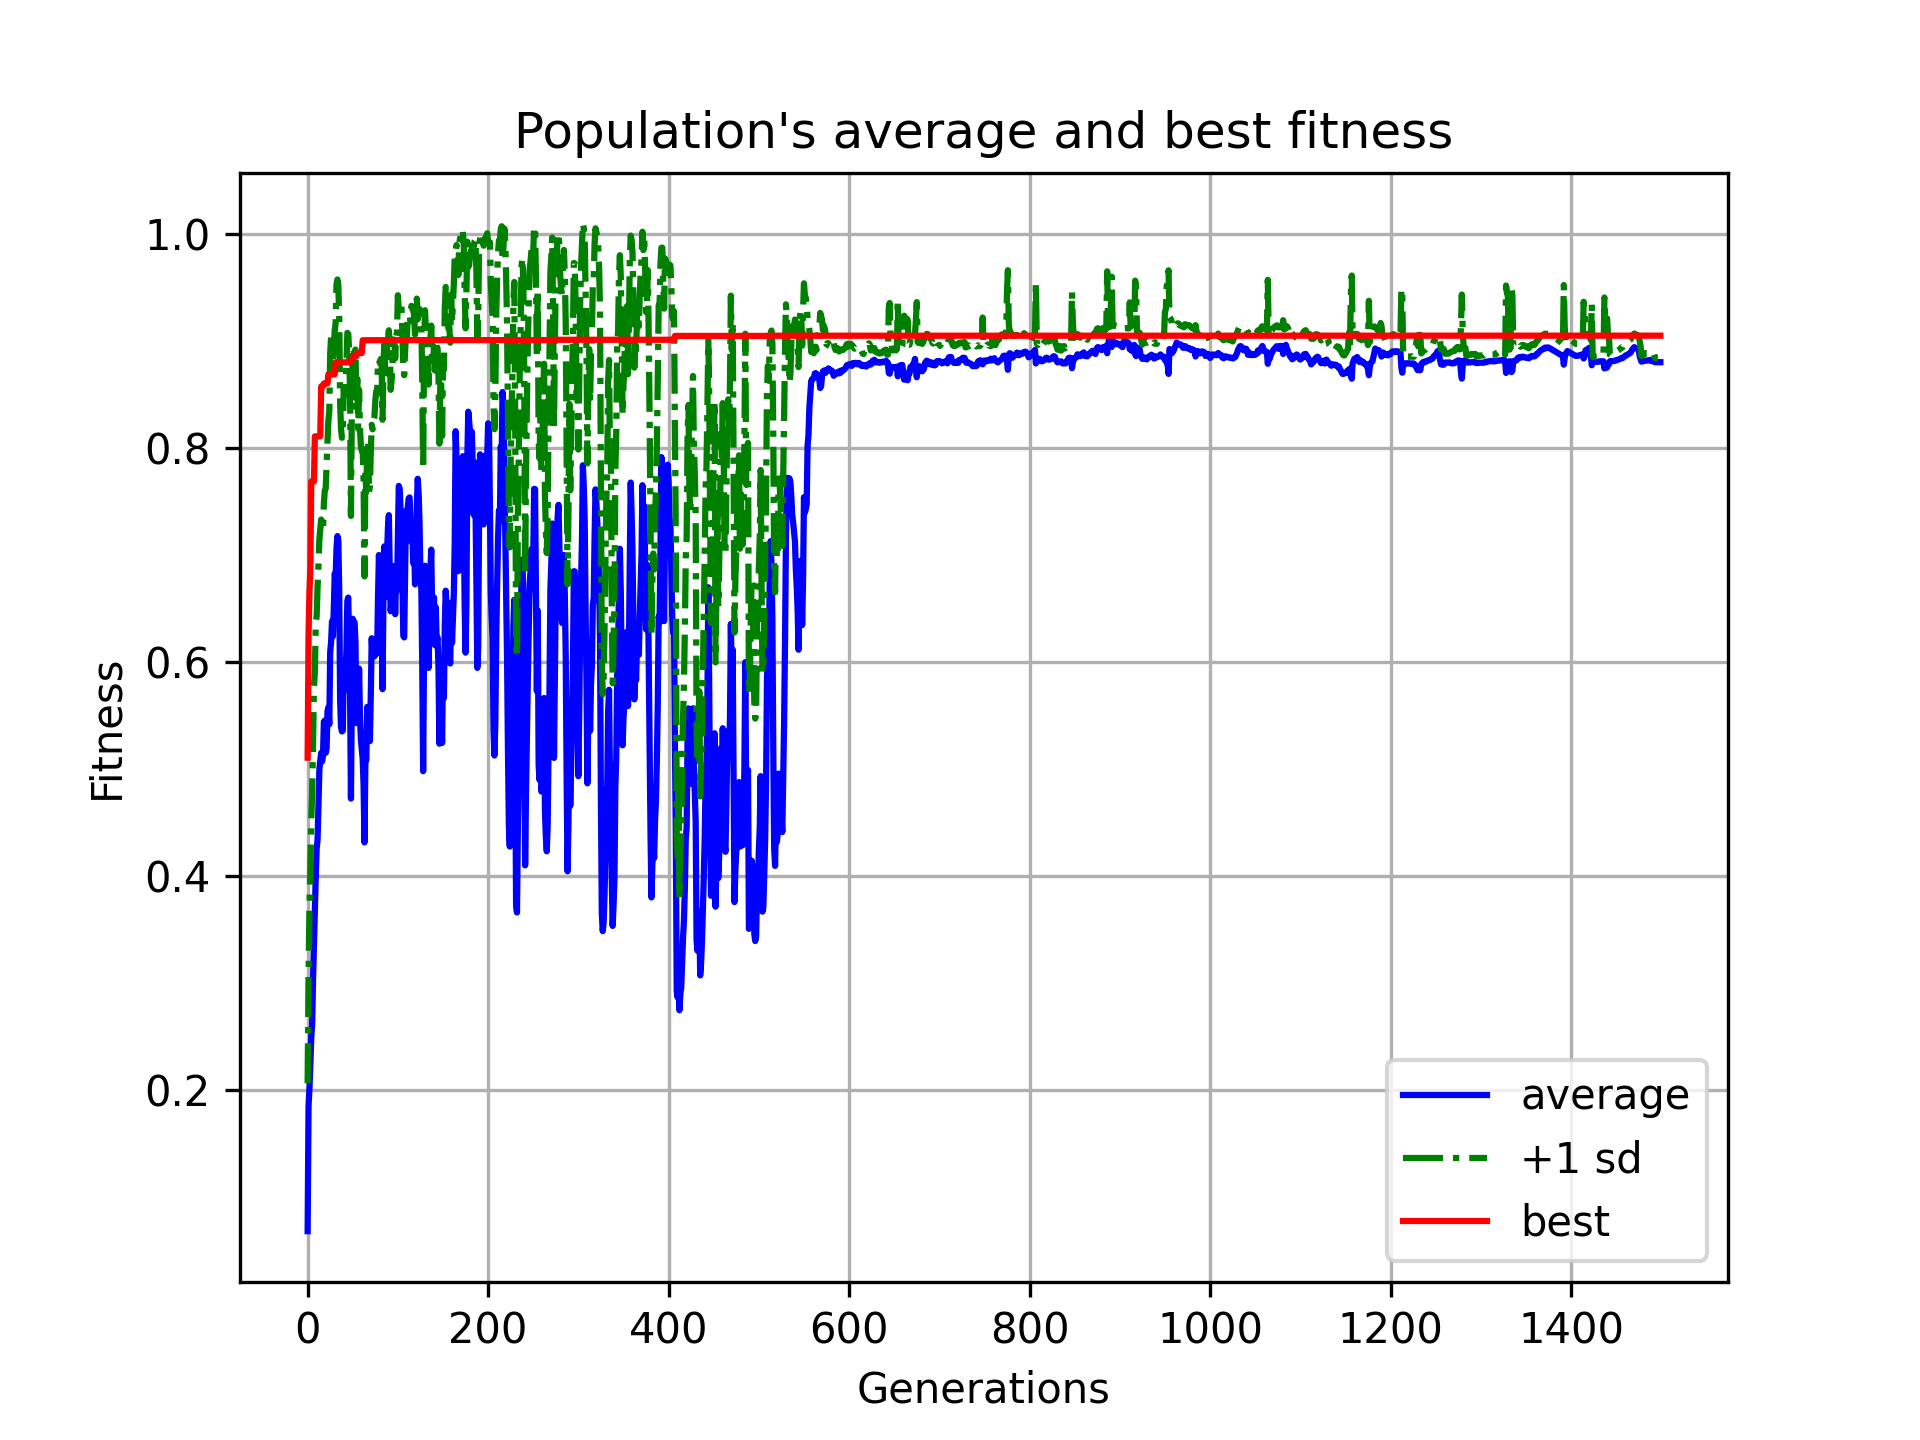 Population's average and best fitness
1.0
0.8
0.6
0.4
0.2
Fitness
0 200 400 600 800 1000 1200 1400
Generations
average
+1 sd
best